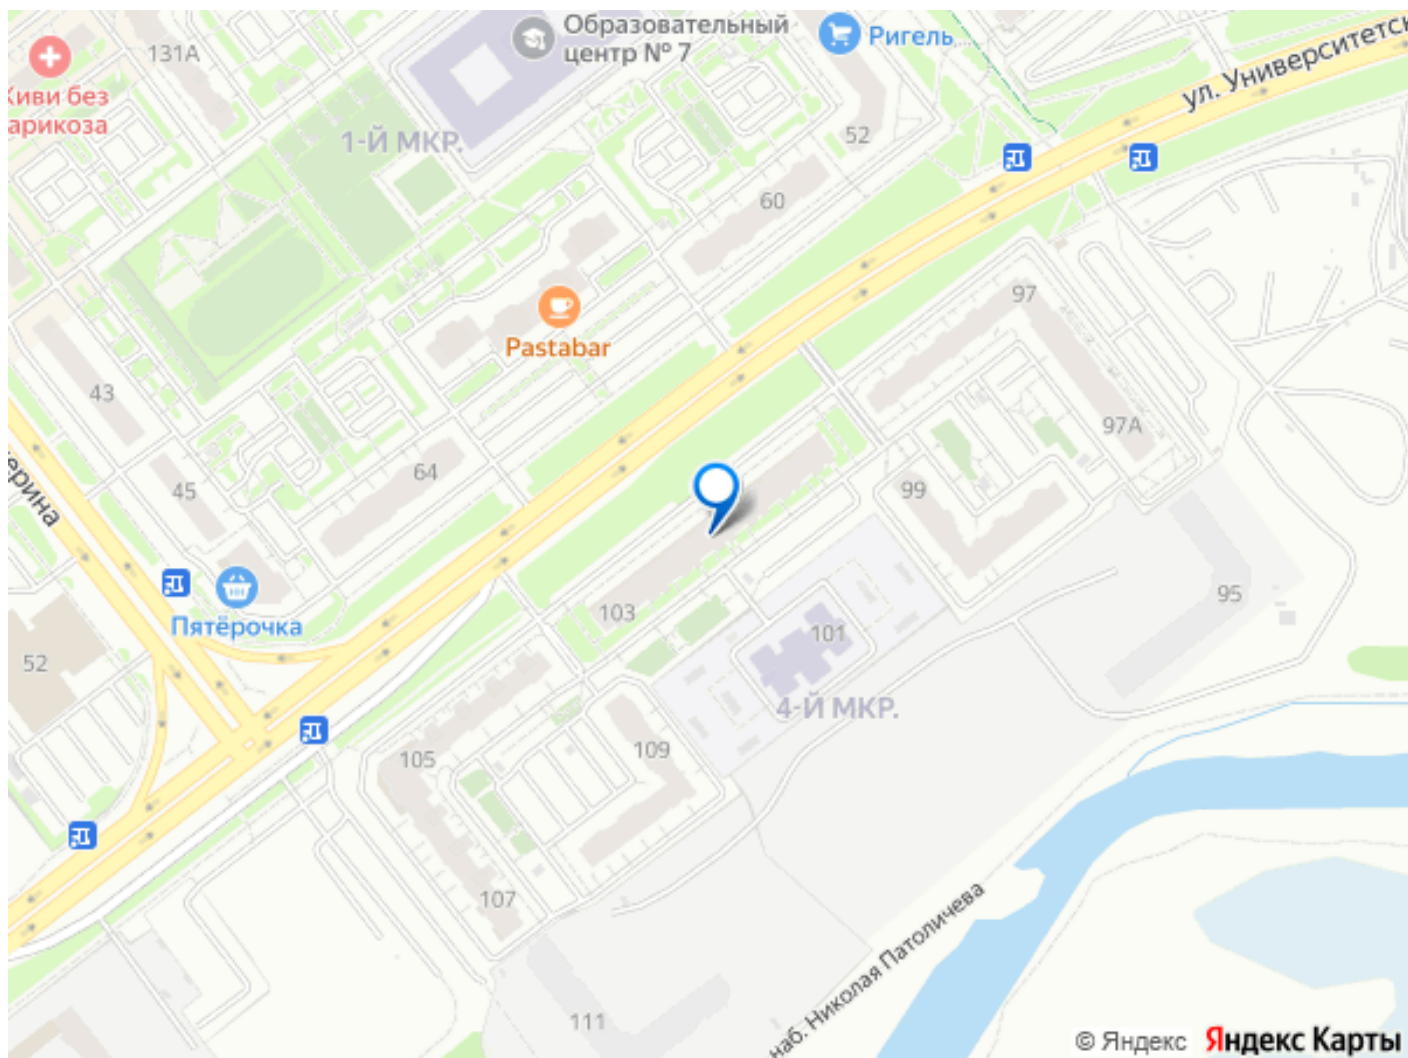 131А
Образовательный
центр № 7
Ригель
ул. Университетск
Киви без
арикоза
1-Й МКР.
52
60
Pastabar
97
43
97А
ерина
45
64
99
Пятёрочка
103
101
95
52
4-Й МКР.
105
109
107
наб. Николая Патоличева
111
© Яндекс Яндекс Карты